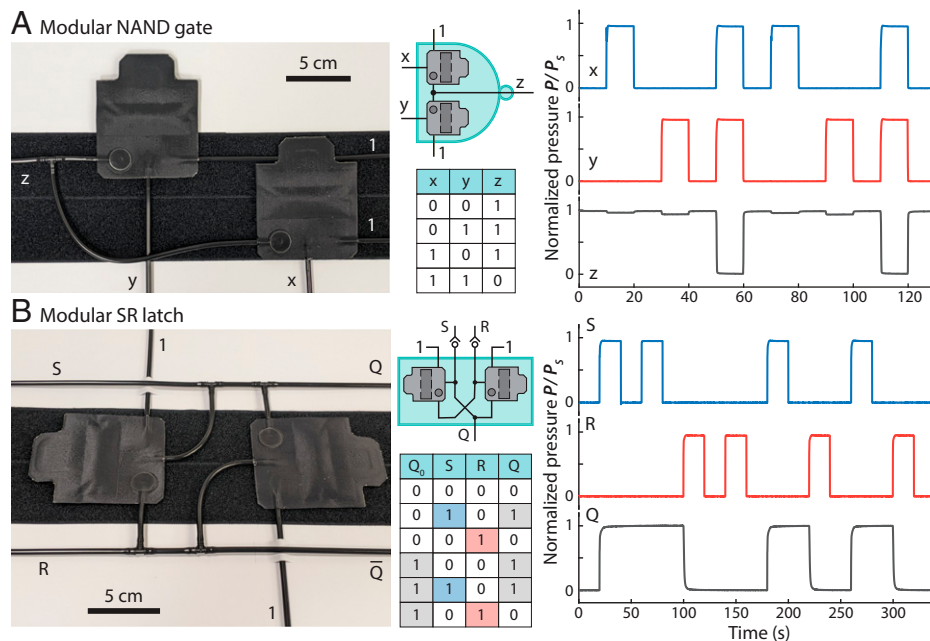 A Modular NAND gate
5 cm
z
1
1
y
x
1
x
y
z
1
x y z
0 0 1
0 1 1
1 0 1
1 1 0
Normalized pressure P/Ps
1
x
0
1
y
0
1
0
z
0 20 40 60 80 100 120
B Modular SR latch
1
S
Q
R
Q̅
5 cm
1
S R
1 1
Q
Q0 S R Q
0 0 0 0
0 1 0 1
0 0 1 0
1 0 0 1
1 1 0 1
1 0 1 0
Normalized pressure P/Ps
S
1
0
R
1
0
Q
1
0
0 50 100 150 200 250 300
Time (s)